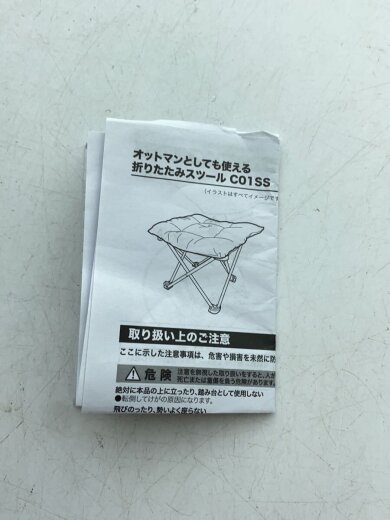 オットマンとしても使える
折りたたみスツール C01SS
(イラストはすべてイメージです
取り扱い上のご注意
ここに示した注意事項は、危害や損害を未然に防
危険
注意を無視した取り扱いをすると、人が
死亡または重傷を負う危険があります。
絶対に本品の上に立ったり、踏み台として使用しない
●転倒してけがの原因になります。
飛びのったり、勢いよく座らない